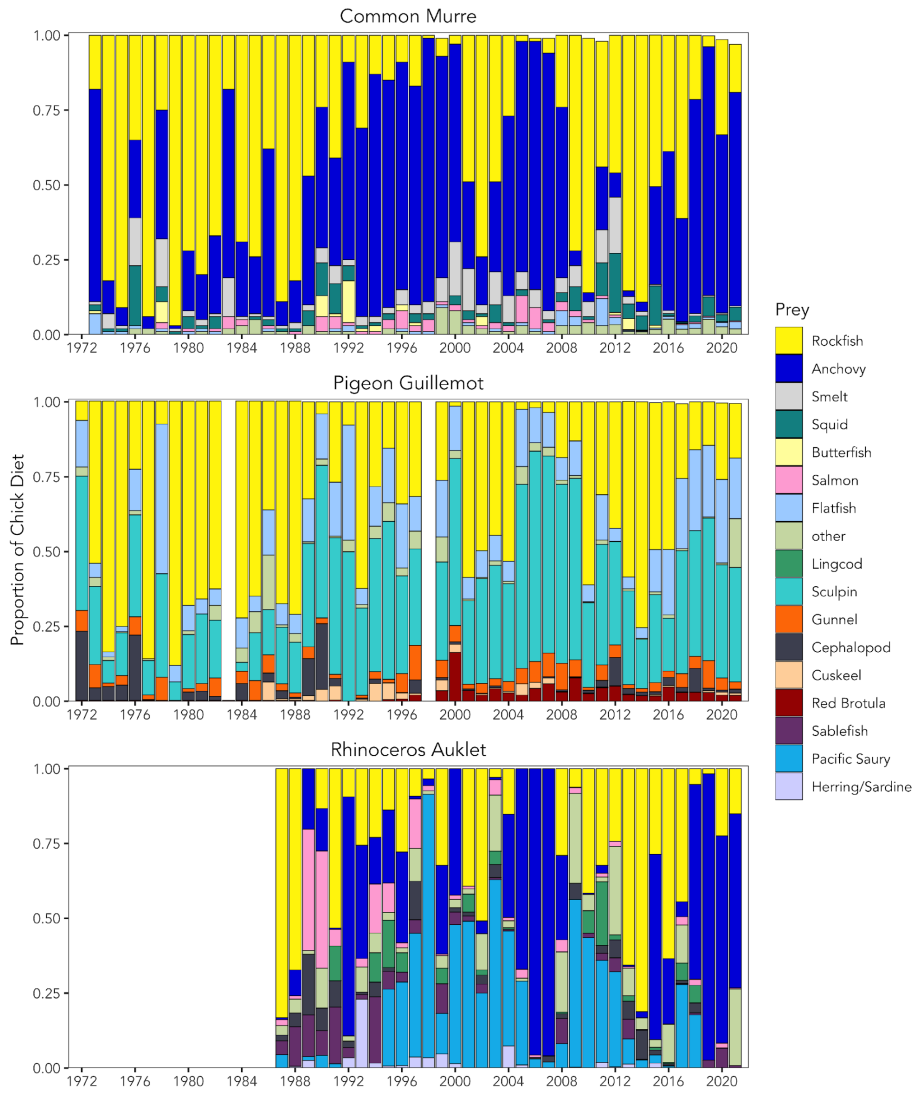 Common Murre
1.00
0.75
0.50
0.25
0.00
1972 1976 1980 1984 1988 1992 1996 2000 2004 2008 2012 2016 2020
Pigeon Guillemot
Proportion of Chick Diet
1.00
0.75
0.50
0.25
0.00
1972 1976 1980 1984 1988 1992 1996 2000 2004 2008 2012 2016 2020
Rhinoceros Auklet
1.00
0.75
0.50
0.25
0.00
1972 1976 1980 1984 1988 1992 1996 2000 2004 2008 2012 2016 2020
Prey
Rockfish
Anchovy
Smelt
Squid
Butterfish
Salmon
Flatfish
other
Lingcod
Sculpin
Gunnel
Cephalopod
Cuskeel
Red Brotula
Sablefish
Pacific Saury
Herring/Sardine